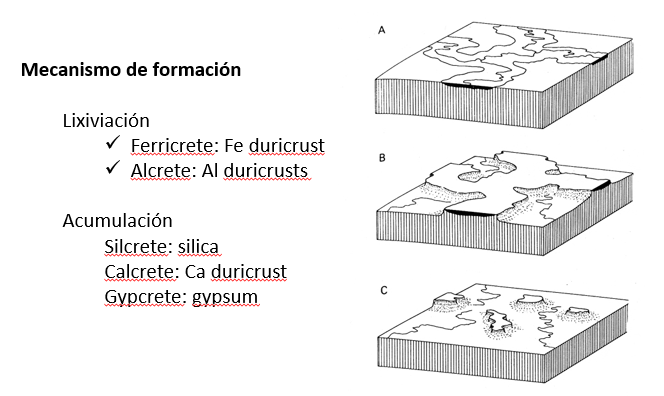 Mecanismo de formación
Lixiviación
✓ Ferricrete: Fe duricrust
✓ Alcrete: Al duricrusts
Acumulación
Silcrete: silica
Calcrete: Ca duricrust
Gypcrete: gypsum
A
B
C